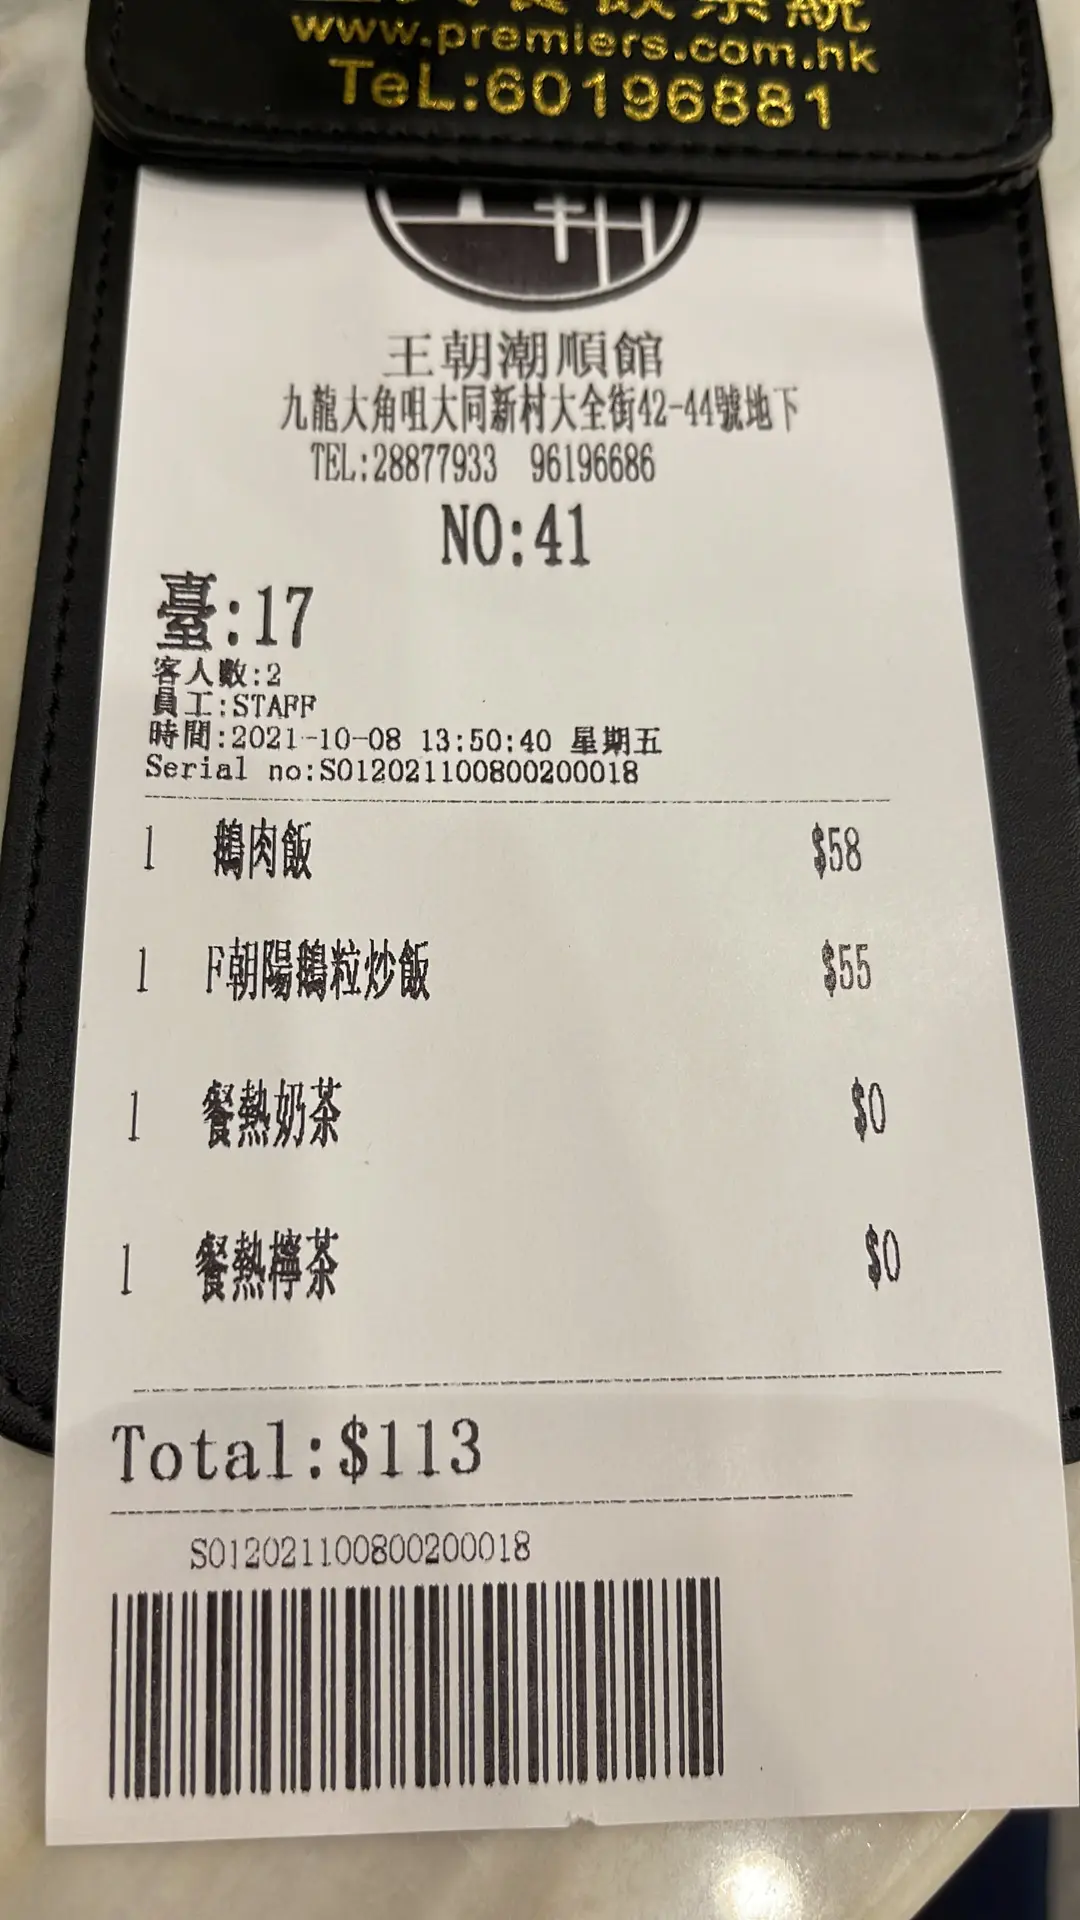 www.premiers.com.hk
TeL:60196881
王朝潮順館
九龍大角咀大同新村大全街42-44號地下
TEL:28877933 96196686
NO:41
臺:17
客人數:2
員工:STAFF
時間:2021-10-08 13:50:40 星期五
Serial no:S012021100800200018
1 鵝肉飯 $58
1 F朝陽鵝粒炒飯 $55
1 餐熱奶茶 $0
1 餐熱檸茶 $0
Total:$113
S012021100800200018